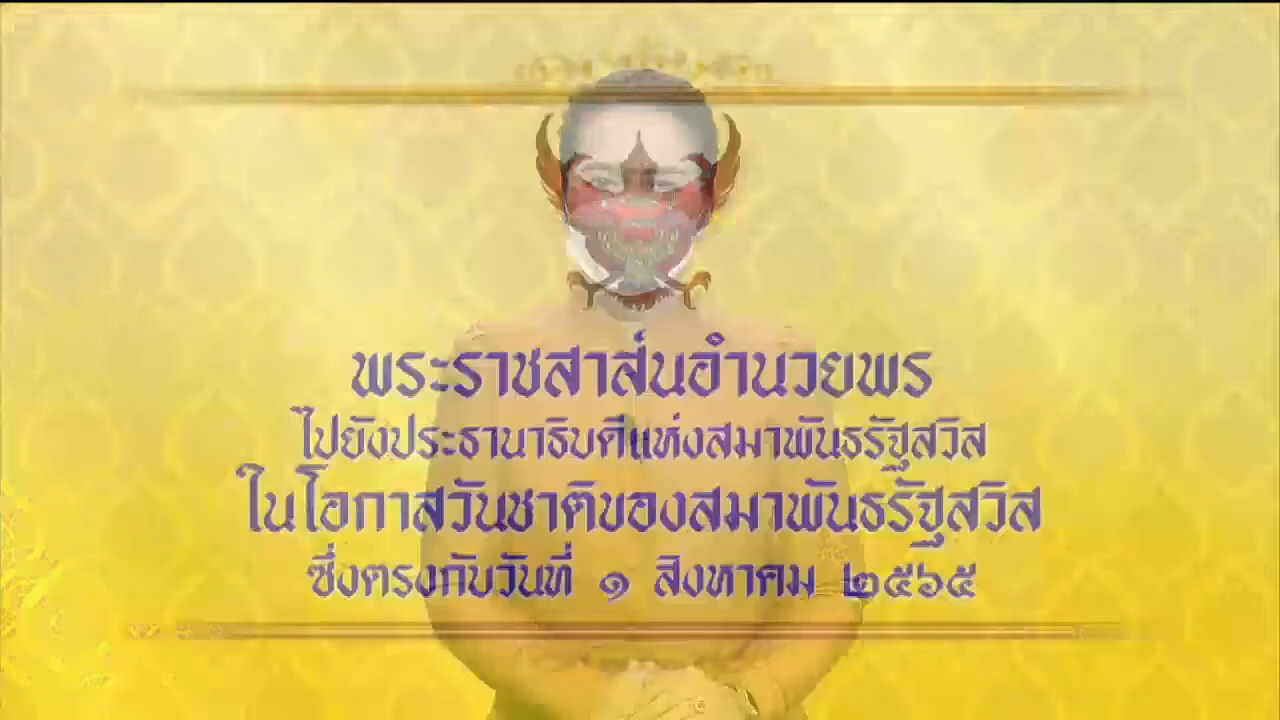 พระราชสาส์นอำนวยพร
ไปยังประธานาธิบดีแห่งสมาพันธรัฐสวิส
ในโอกาสวันชาติของสมาพันธรัฐสวิส
ซึ่งตรงกับวันที่ ๑ สิงหาคม ๒๕๖๕